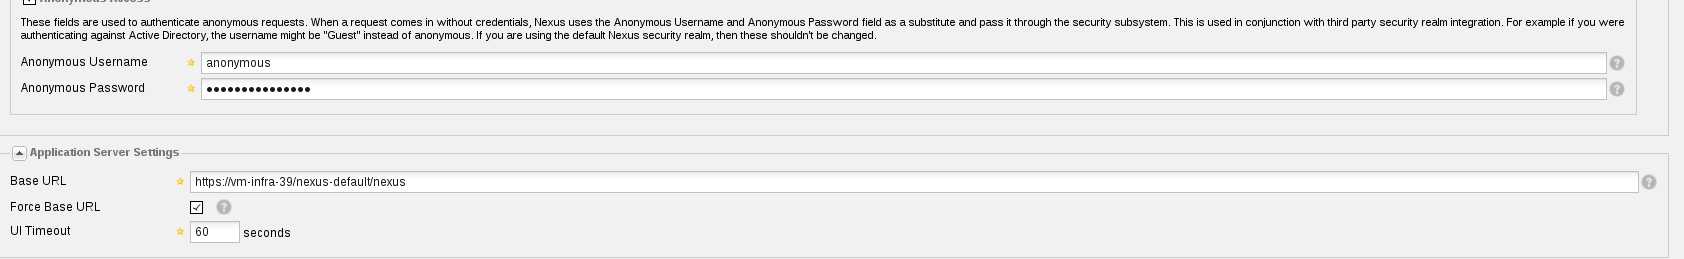 Anonymous Access
These fields are used to authenticate anonymous requests. When a request comes in without credentials, Nexus uses the Anonymous Username and Anonymous Password field as a substitute and pass it through the security subsystem. This is used in conjunction with third party security realm integration. For example if you were
authenticating against Active Directory, the username might be "Guest" instead of anonymous. If you are using the default Nexus security realm, then these shouldn't be changed.
Anonymous Username anonymous
Anonymous Password •••••••••••••••
Application Server Settings
Base URL https://vm-infra-39/nexus-default/nexus
Force Base URL
UI Timeout 60 seconds